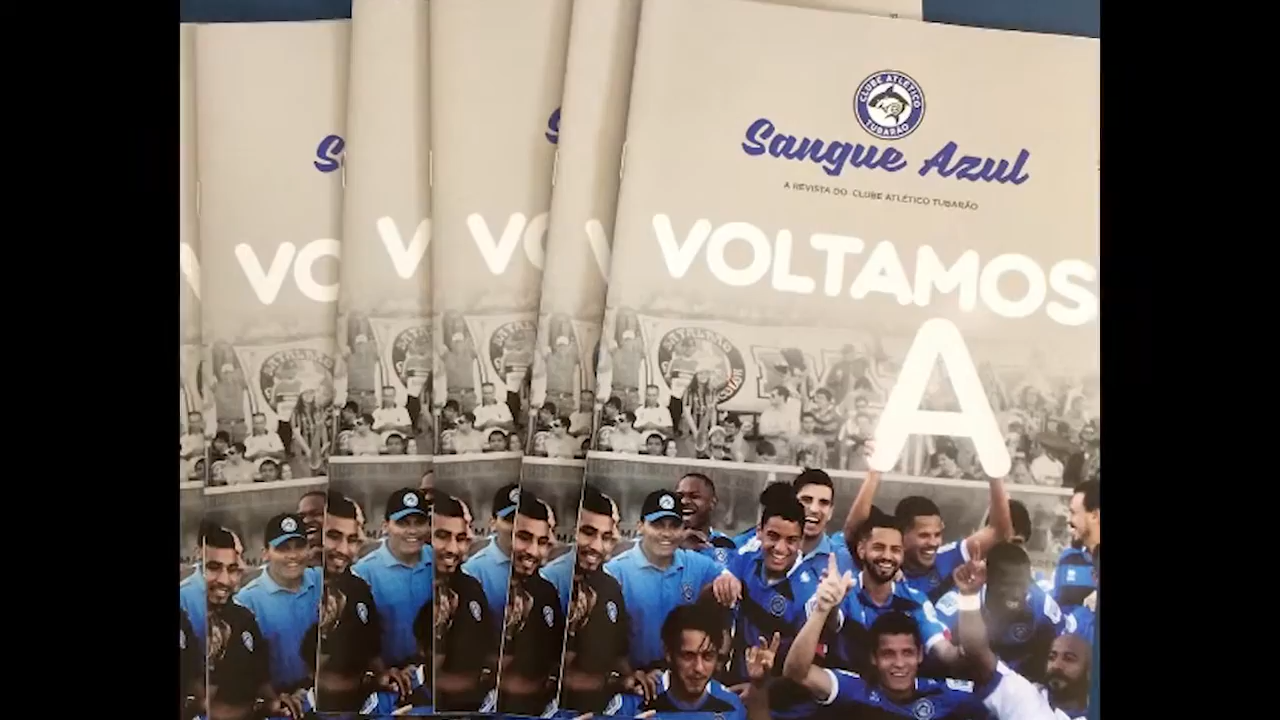 CLUBE ATLÉTICO
TUBARÃO
Sangue Azul
A REVISTA DO CLUBE ATLÉTICO TUBARÃO
VOLTAMOS
A